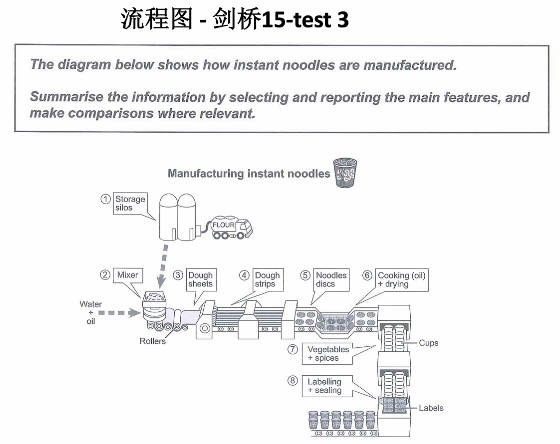 流程图 - 剑桥15-test 3
The diagram below shows how instant noodles are manufactured.
Summarise the information by selecting and reporting the main features, and
make comparisons where relevant.
Manufacturing instant noodles
① Storage
silos
FLOUR
② Mixer
③ Dough
sheets
④ Dough
strips
⑤ Noodles
discs
⑥ Cooking (oil)
+ drying
Water
+
oil
Rollers
⑦ Vegetables
+ spices
Cups
⑧ Labelling
+ sealing
Labels